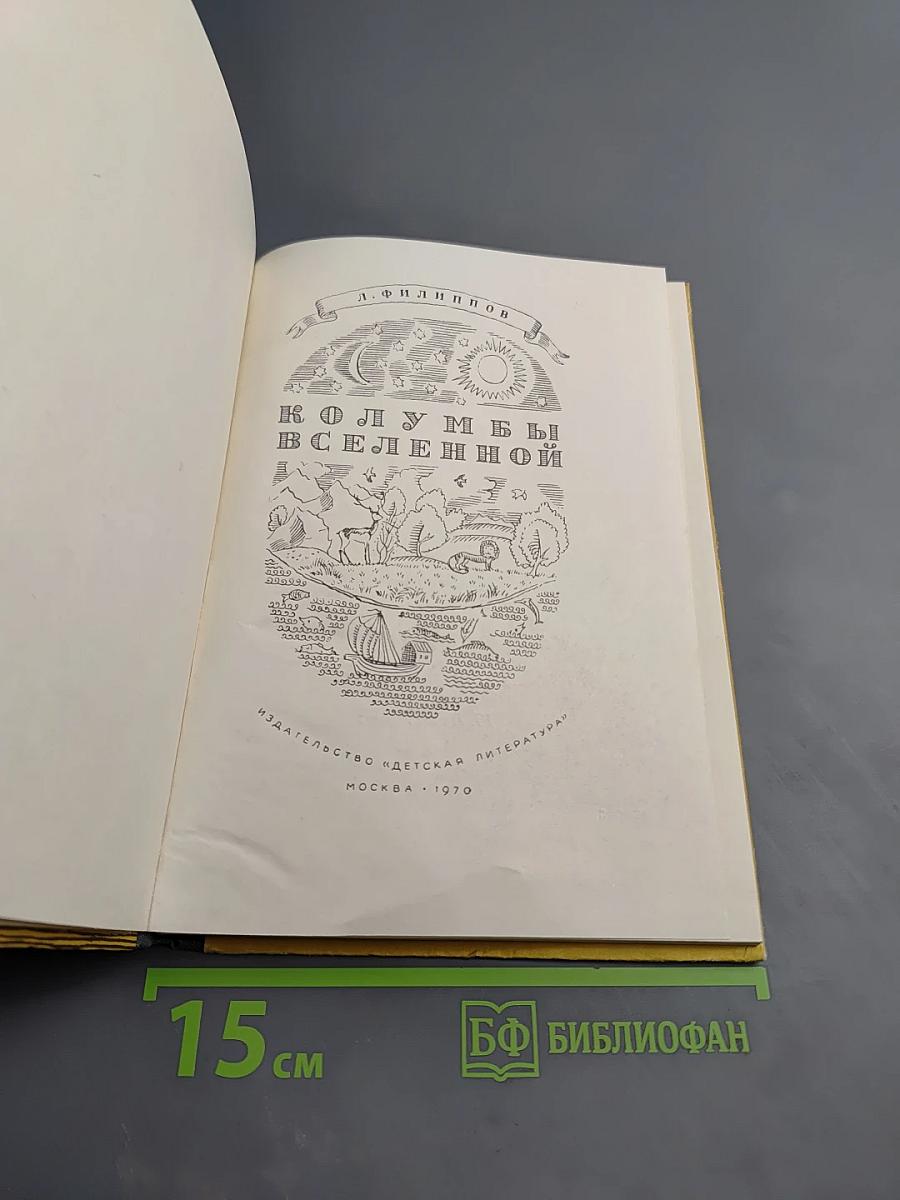 Л. ФИЛИППОВ
КОЛУМБЫ
ВСЕЛЕННОЙ
ИЗДАТЕЛЬСТВО «ДЕТСКАЯ ЛИТЕРАТУРА»
МОСКВА · 1970
15 см
БФ БИБЛИОФАН